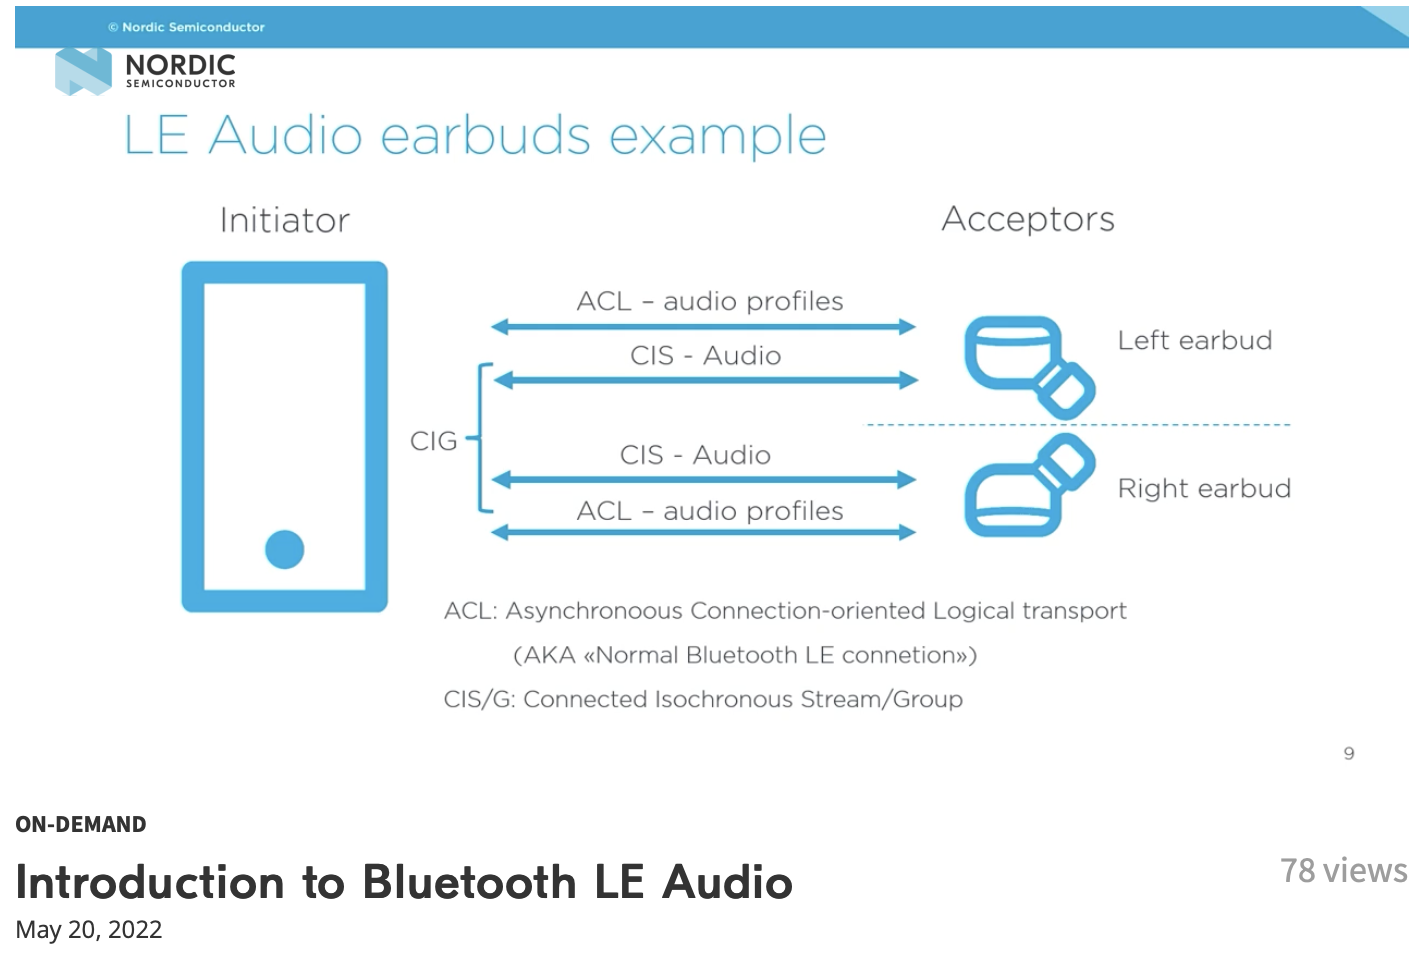 © Nordic Semiconductor
NORDIC
SEMICONDUCTOR
LE Audio earbuds example
Initiator
Acceptors
ACL – audio profiles
Left earbud
CIS - Audio
CIG
CIS - Audio
Right earbud
ACL – audio profiles
ACL: Asynchronoous Connection-oriented Logical transport
(AKA «Normal Bluetooth LE connetion»)
CIS/G: Connected Isochronous Stream/Group
9
ON-DEMAND
Introduction to Bluetooth LE Audio
78 views
May 20, 2022